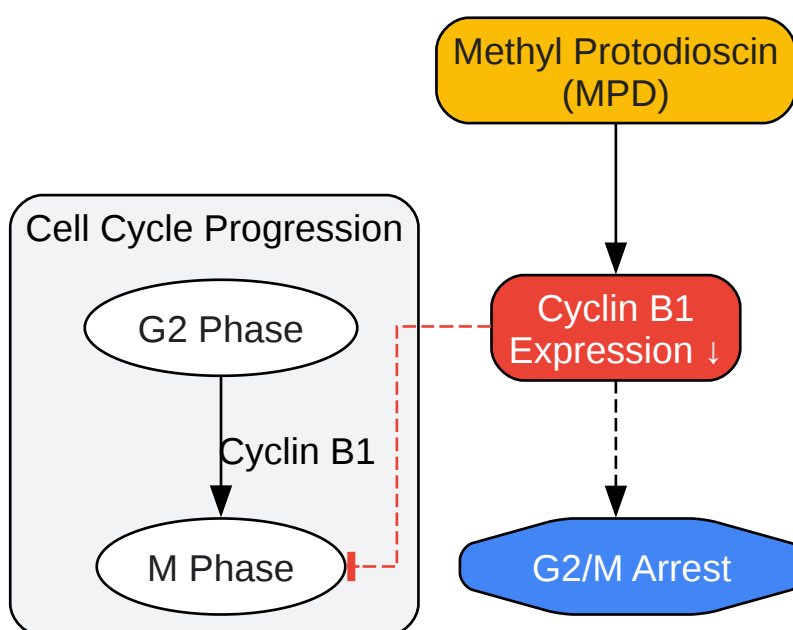 Methyl Protodioscin
(MPD)
Cell Cycle Progression
G2 Phase
Cyclin B1
Expression ↓
Cyclin B1
M Phase
G2/M Arrest